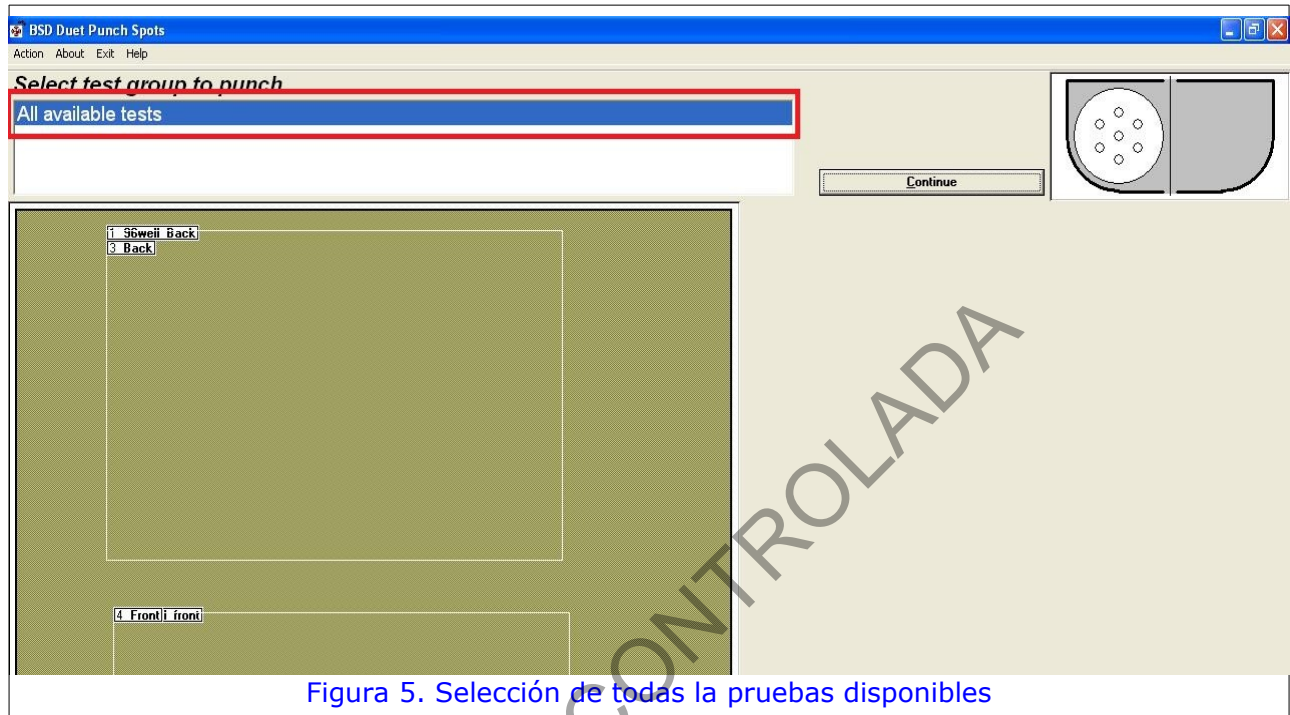 BSD Duet Punch Spots
Action About Exit Help
Select test group to punch
All available tests
Continue
1 96well Back
3 Back
4 Front front
CONTROLADA
Figura 5. Selección de todas la pruebas disponibles